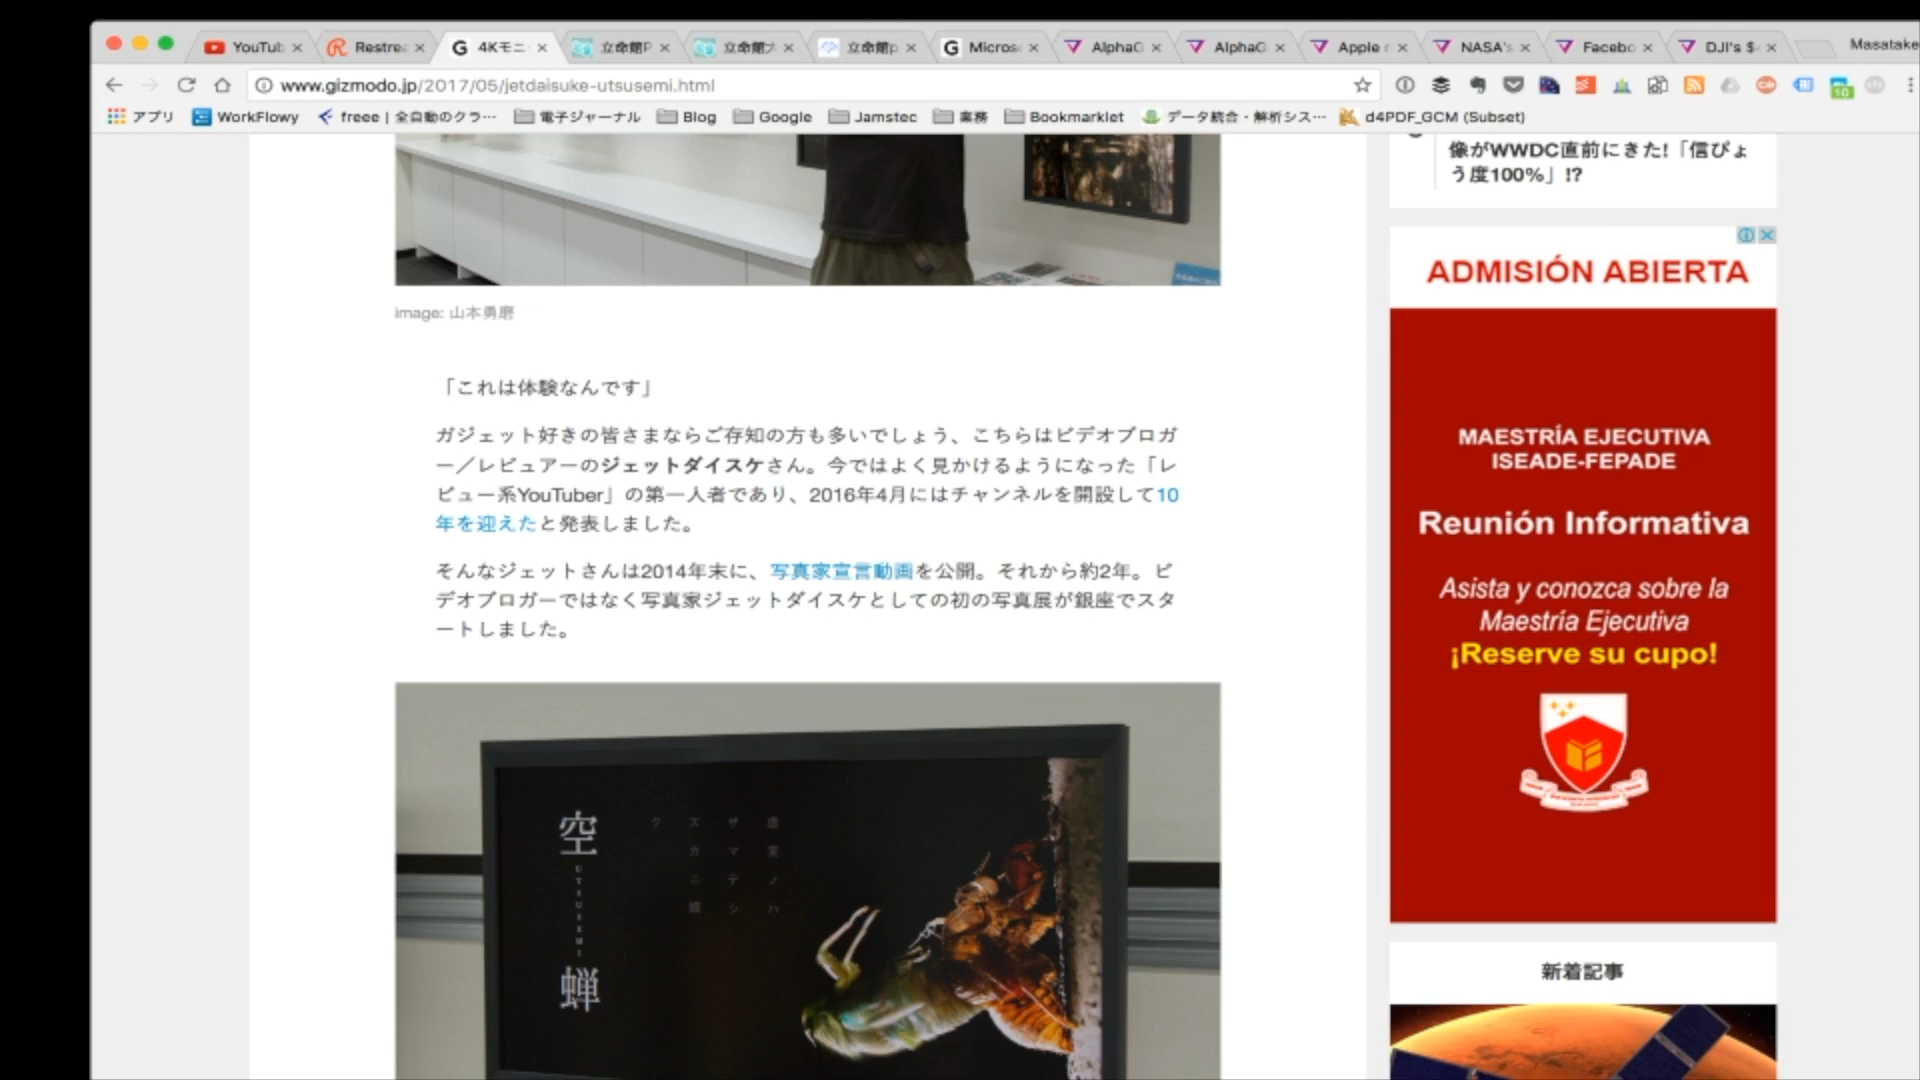 YouTub
Restre
4Kモニ
立命館P
立命館大
立命館p
Micros
AlphaG
AlphaG
Apple
NASA's
Facebo
DJI's $
Masatake
www.gizmodo.jp/2017/05/jetdaisuke-utsusemi.html
10
アプリ
WorkFlowy
freee | 全自動のクラ…
電子ジャーナル
Blog
Google
Jamstec
業務
Bookmarklet
データ統合・解析シス…
d4PDF_GCM (Subset)
像がWWDC直前にきた!「信ぴょ
う度100%」!?
image: 山本勇磨
「これは体験なんです」
ガジェット好きの皆さまならご存知の方も多いでしょう、こちらはビデオブロガ
ー／レビュアーのジェットダイスケさん。今ではよく見かけるようになった「レ
ビュー系YouTuber」の第一人者であり、2016年4月にはチャンネルを開設して10
年を迎えたと発表しました。
そんなジェットさんは2014年末に、写真家宣言動画を公開。それから約2年。ビ
デオブロガーではなく写真家ジェットダイスケとしての初の写真展が銀座でスタ
ートしました。
空
UTSUSEMI
蝉
虚実ノハ
ザマデシ
ズカニ蠢
ク
ADMISIÓN ABIERTA
MAESTRÍA EJECUTIVA
ISEADE-FEPADE
Reunión Informativa
Asista y conozca sobre la
Maestría Ejecutiva
¡Reserve su cupo!
新着記事